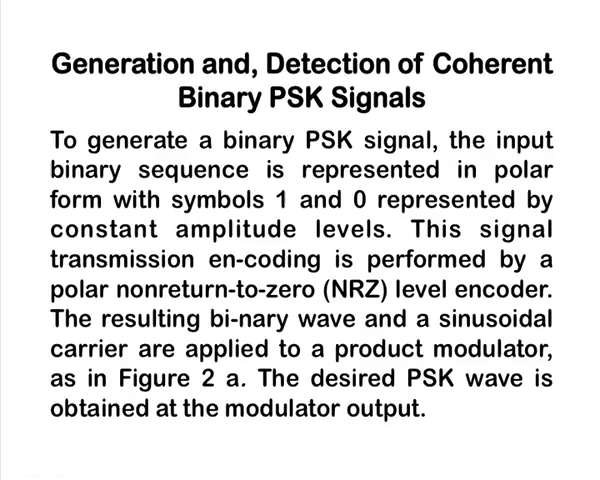 Generation and, Detection of Coherent
Binary PSK Signals
To generate a binary PSK signal, the input
binary sequence is represented in polar
form with symbols 1 and 0 represented by
constant amplitude levels. This signal
transmission en-coding is performed by a
polar nonreturn-to-zero (NRZ) level encoder.
The resulting bi-nary wave and a sinusoidal
carrier are applied to a product modulator,
as in Figure 2 a. The desired PSK wave is
obtained at the modulator output.